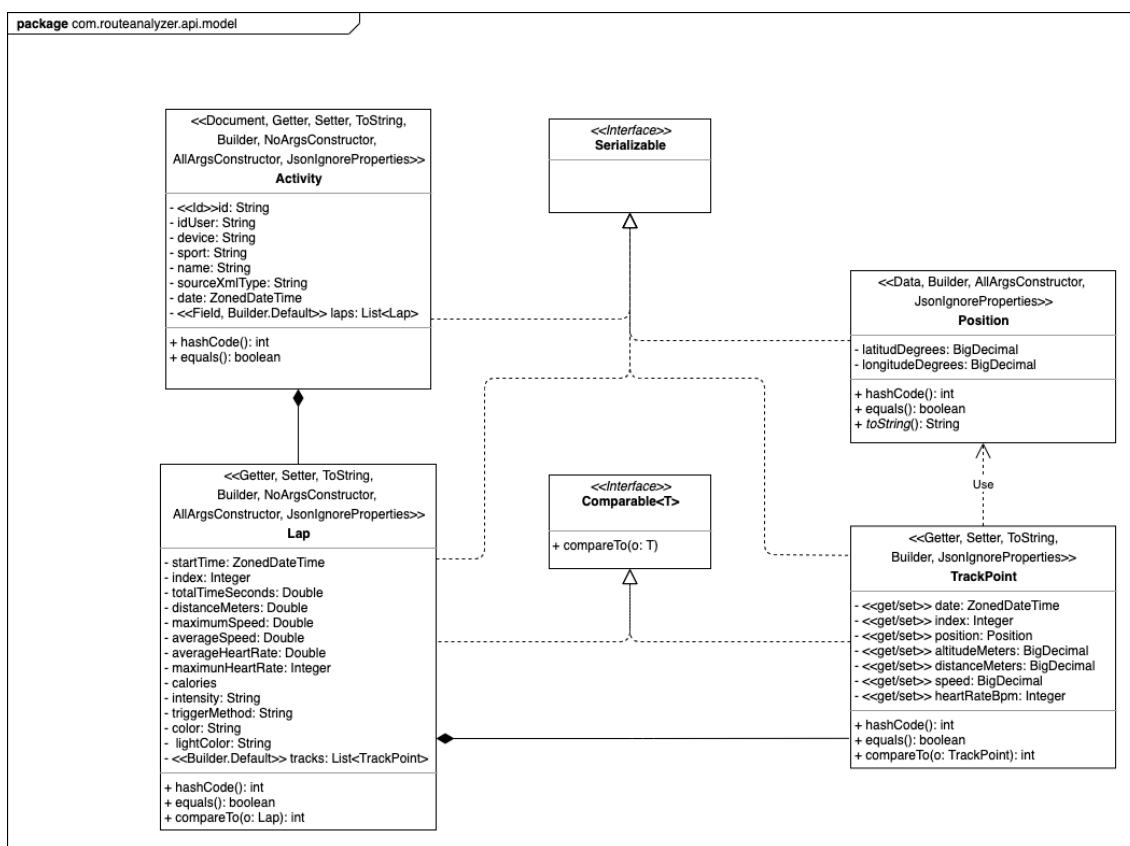 package com.routeanalyzer.api.model
<<Document, Getter, Setter, ToString,
Builder, NoArgsConstructor,
AllArgsConstructor, JsonIgnoreProperties>>
Activity
- <<Id>>id: String
- idUser: String
- device: String
- sport: String
- name: String
- sourceXmlType: String
- date: ZonedDateTime
- <<Field, Builder.Default>> laps: List<Lap>
+ hashCode(): int
+ equals(): boolean
<<Interface>>
Serializable
<<Data, Builder, AllArgsConstructor,
JsonIgnoreProperties>>
Position
- latitudDegrees: BigDecimal
- longitudeDegrees: BigDecimal
+ hashCode(): int
+ equals(): boolean
+ toString(): String
<<Getter, Setter, ToString,
Builder, NoArgsConstructor,
AllArgsConstructor, JsonIgnoreProperties>>
Lap
- startTime: ZonedDateTime
- index: Integer
- totalTimeSeconds: Double
- distanceMeters: Double
- maximumSpeed: Double
- averageSpeed: Double
- averageHeartRate: Double
- maximunHeartRate: Integer
- calories
- intensity: String
- triggerMethod: String
- color: String
- lightColor: String
- <<Builder.Default>> tracks: List<TrackPoint>
+ hashCode(): int
+ equals(): boolean
+ compareTo(o: Lap): int
<<Interface>>
Comparable<T>
+ compareTo(o: T)
Use
<<Getter, Setter, ToString,
Builder, JsonIgnoreProperties>>
TrackPoint
- <<get/set>> date: ZonedDateTime
- <<get/set>> index: Integer
- <<get/set>> position: Position
- <<get/set>> altitudeMeters: BigDecimal
- <<get/set>> distanceMeters: BigDecimal
- <<get/set>> speed: BigDecimal
- <<get/set>> heartRateBpm: Integer
+ hashCode(): int
+ equals(): boolean
+ compareTo(o: TrackPoint): int